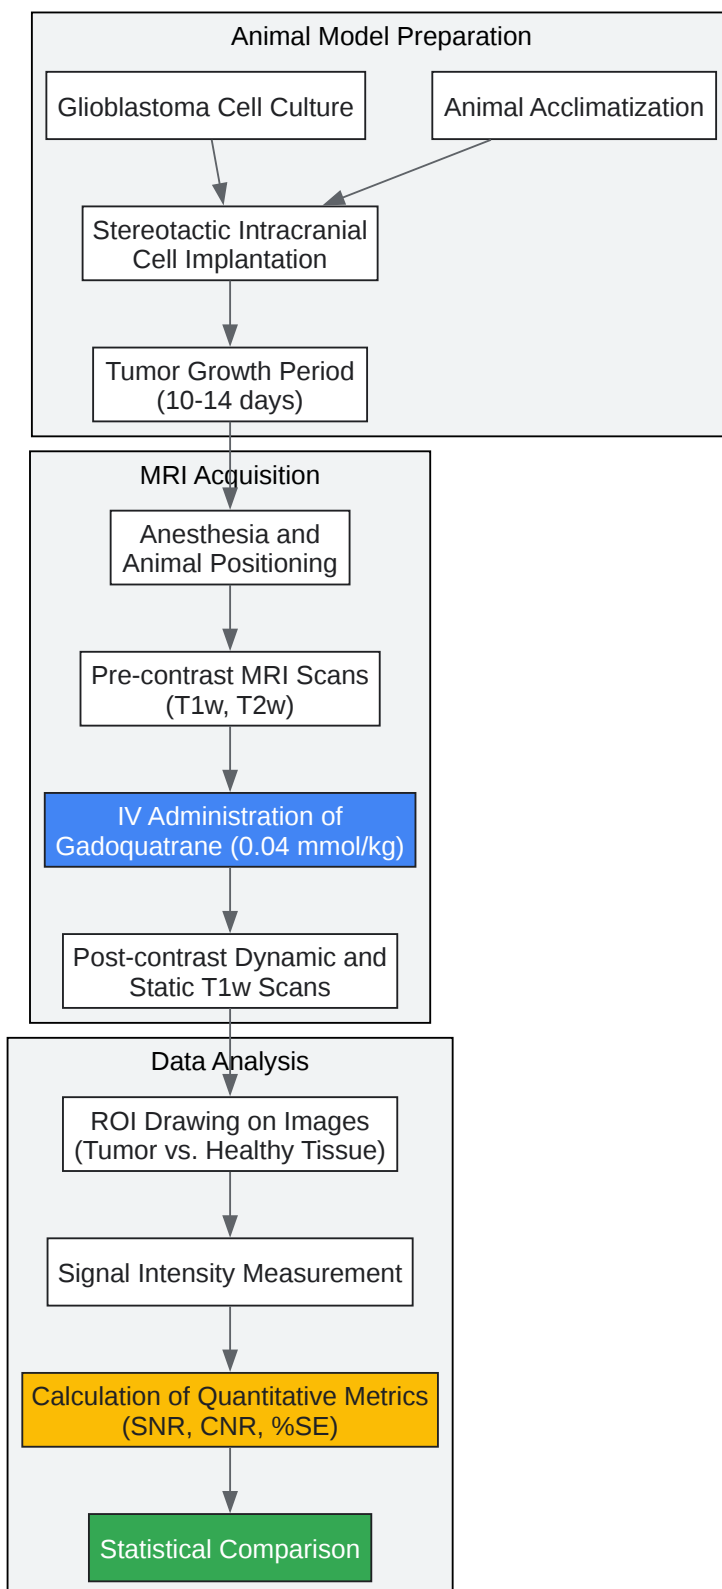 Animal Model Preparation
Glioblastoma Cell Culture
Animal Acclimatization
Stereotactic Intracranial
Cell Implantation
Tumor Growth Period
(10-14 days)
MRI Acquisition
Anesthesia and
Animal Positioning
Pre-contrast MRI Scans
(T1w, T2w)
IV Administration of
Gadoquatrane (0.04 mmol/kg)
Post-contrast Dynamic and
Static T1w Scans
Data Analysis
ROI Drawing on Images
(Tumor vs. Healthy Tissue)
Signal Intensity Measurement
Calculation of Quantitative Metrics
(SNR, CNR, %SE)
Statistical Comparison